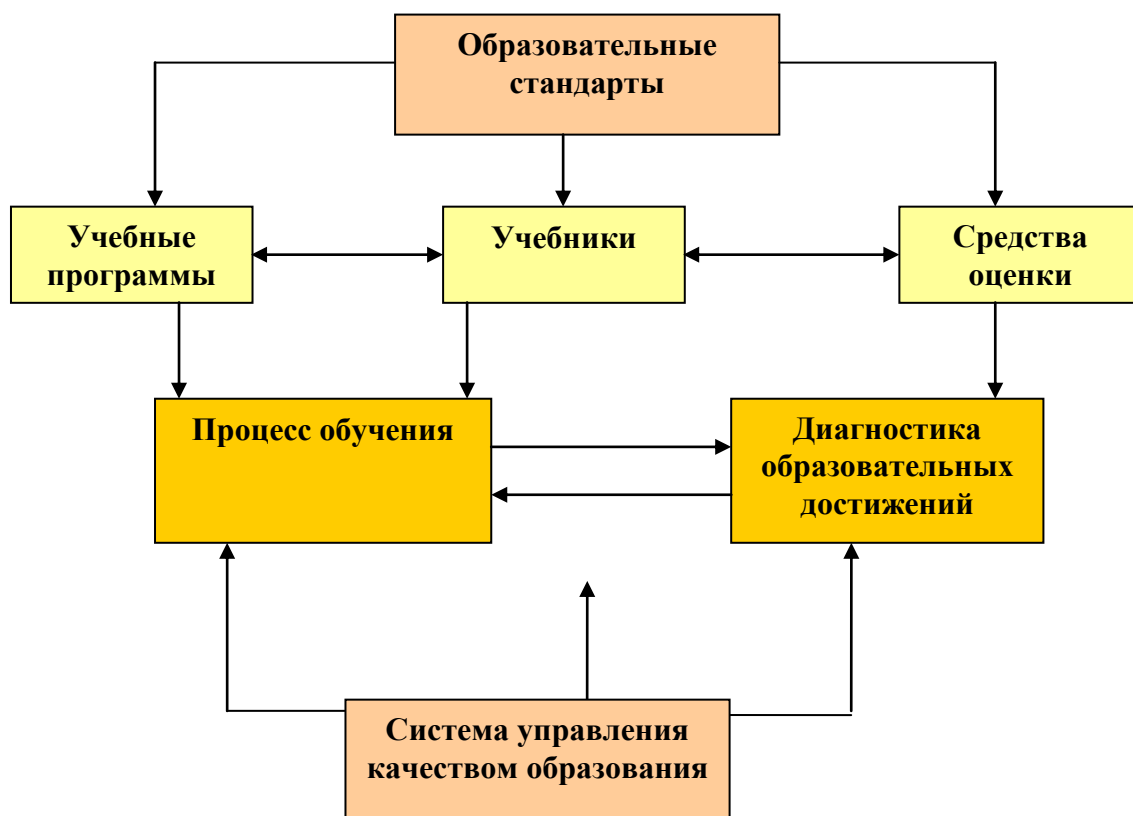 Образовательные
стандарты
Учебные
программы
Учебники
Средства
оценки
Процесс обучения
Диагностика
образовательных
достижений
Система управления
качеством образования